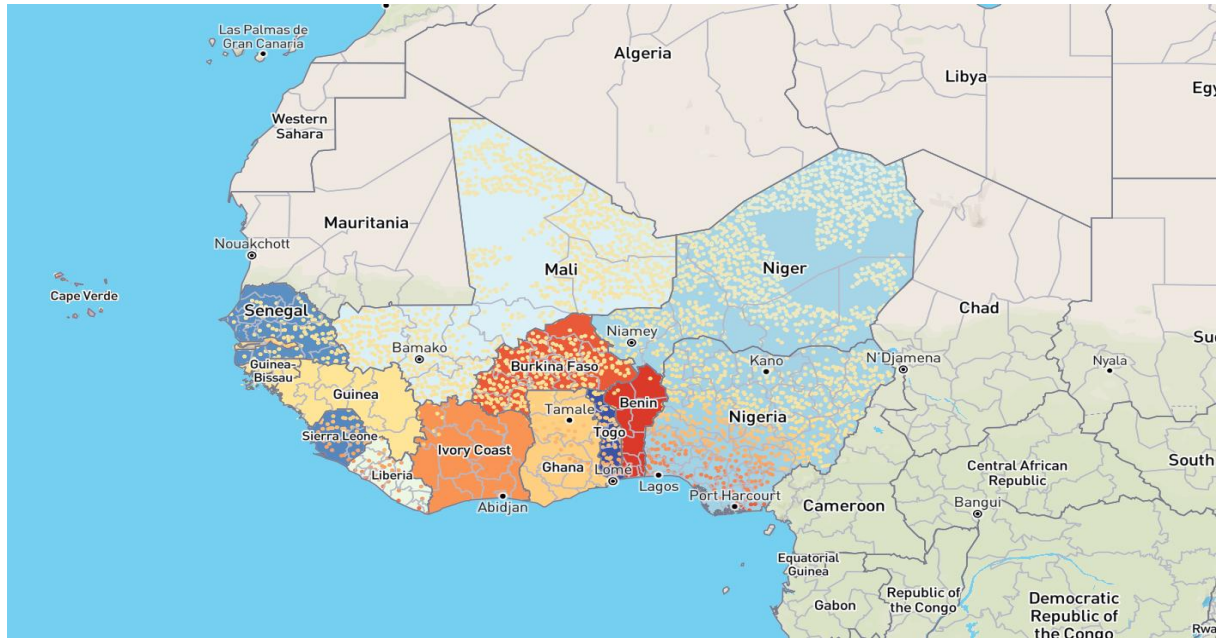 Las Palmas de
Gran Canaria
Algeria
Libya
Egy
Western
Sahara
Mauritania
Nouakchott
Mali
Niger
Chad
Cape Verde
Senegal
Niamey
Su
Bamako
Kano
N'Djamena
Nyala
Guinea-
Bissau
Burkina Faso
Guinea
Benin
Tamale
Nigeria
Togo
Sierra Leone
Ivory Coast
Liberia
Ghana
Lome
Central African
Republic
South
Lagos
Port Harcourt
Abidjan
Cameroon
Bangui
Equatorial
Guinea
Gabon
Republic of
the Congo
Democratic
Republic of
the Congo
Rwa